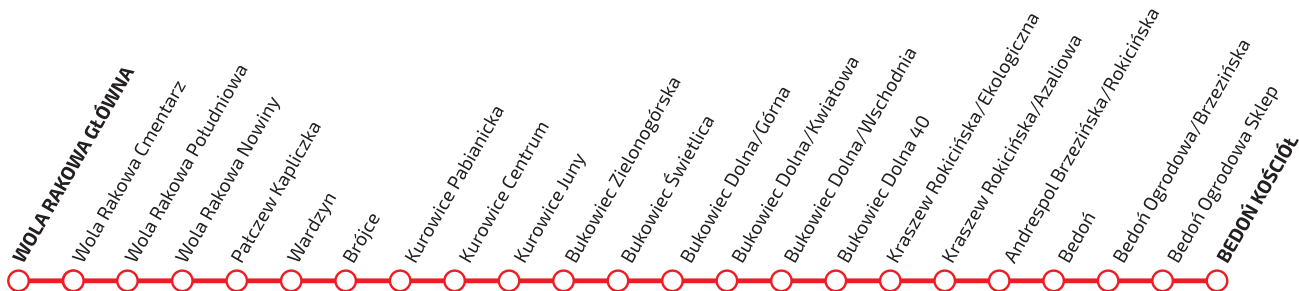 WOLA RAKOWA GŁÓWNA
Wola Rakowa Cmentarz
Wola Rakowa Południowa
Wola Rakowa Nowiny
Pałczew Kapliczka
Wardzyn
Brójce
Kurowice Pabianicka
Kurowice Centrum
Kurowice Juny
Bukowiec Zielonogórska
Bukowiec Świetlica
Bukowiec Dolna/Górna
Bukowiec Dolna/Kwiatowa
Bukowiec Dolna/Wschodnia
Bukowiec Dolna 40
Kraszew Rokicińska/Ekologiczna
Kraszew Rokicińska/Azaliowa
Andrespol Brzezińska/Rokicińska
Bedoń
Bedoń Ogrodowa/Brzezińska
Bedoń Ogrodowa Sklep
BEDOŃ KOŚCIÓŁ